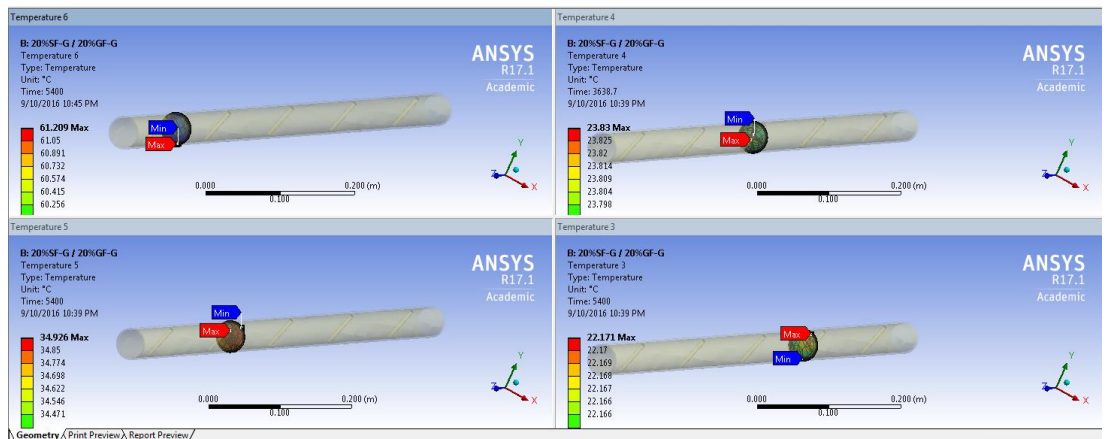 Temperature 6
B: 20%SF-G / 20%GF-G
Temperature 6
Type: Temperature
Unit: °C
Time: 5400
9/10/2016 10:45 PM
61.209 Max
61.05
60.891
60.732
60.574
60.415
60.256
Min
Max
0.000
0.200 (m)
0.100
ANSYS
R17.1
Academic
Y
Z
X
Temperature 4
B: 20%SF-G / 20%GF-G
Temperature 4
Type: Temperature
Unit: °C
Time: 3638.7
9/10/2016 10:39 PM
23.83 Max
23.825
23.82
23.814
23.809
23.804
23.798
Min
Max
0.000
0.200 (m)
0.100
ANSYS
R17.1
Academic
Y
Z
X
Temperature 5
B: 20%SF-G / 20%GF-G
Temperature 5
Type: Temperature
Unit: °C
Time: 5400
9/10/2016 10:39 PM
34.926 Max
34.85
34.774
34.698
34.622
34.546
34.471
Min
Max
0.000
0.200 (m)
0.100
ANSYS
R17.1
Academic
Y
Z
X
Temperature 3
B: 20%SF-G / 20%GF-G
Temperature 3
Type: Temperature
Unit: °C
Time: 5400
9/10/2016 10:39 PM
22.171 Max
22.17
22.169
22.168
22.167
22.166
22.166
Max
Min
0.000
0.200 (m)
0.100
ANSYS
R17.1
Academic
Y
Z
X
Geometry / Print Preview / Report Preview /